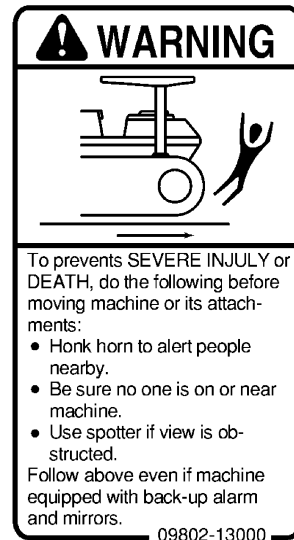 WARNING
To prevents SEVERE INJULY or
DEATH, do the following before
moving machine or its attach-
ments:
• Honk horn to alert people
nearby.
• Be sure no one is on or near
machine.
• Use spotter if view is ob-
structed.
Follow above even if machine
equipped with back-up alarm
and mirrors.
09802-13000